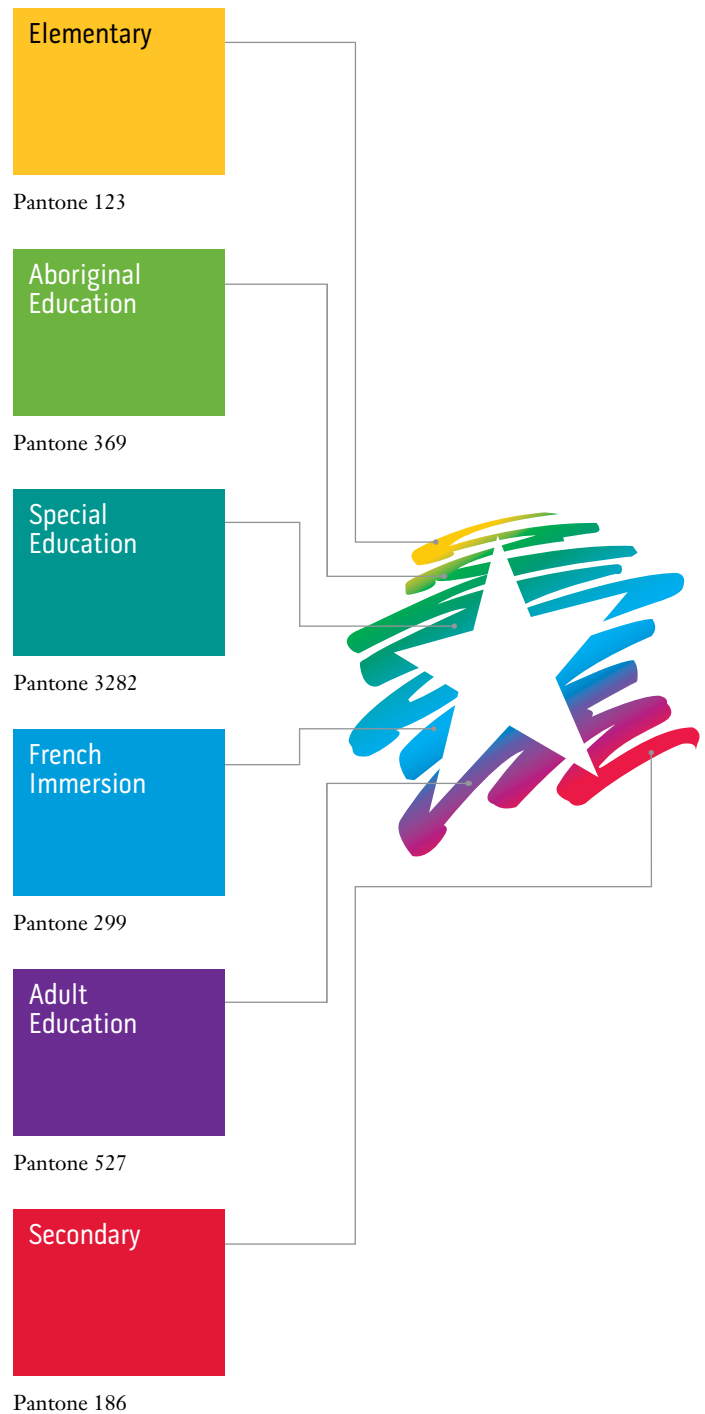 Elementary
Pantone 123
Aboriginal
Education
Pantone 369
Special
Education
Pantone 3282
French
Immersion
Pantone 299
Adult
Education
Pantone 527
Secondary
Pantone 186